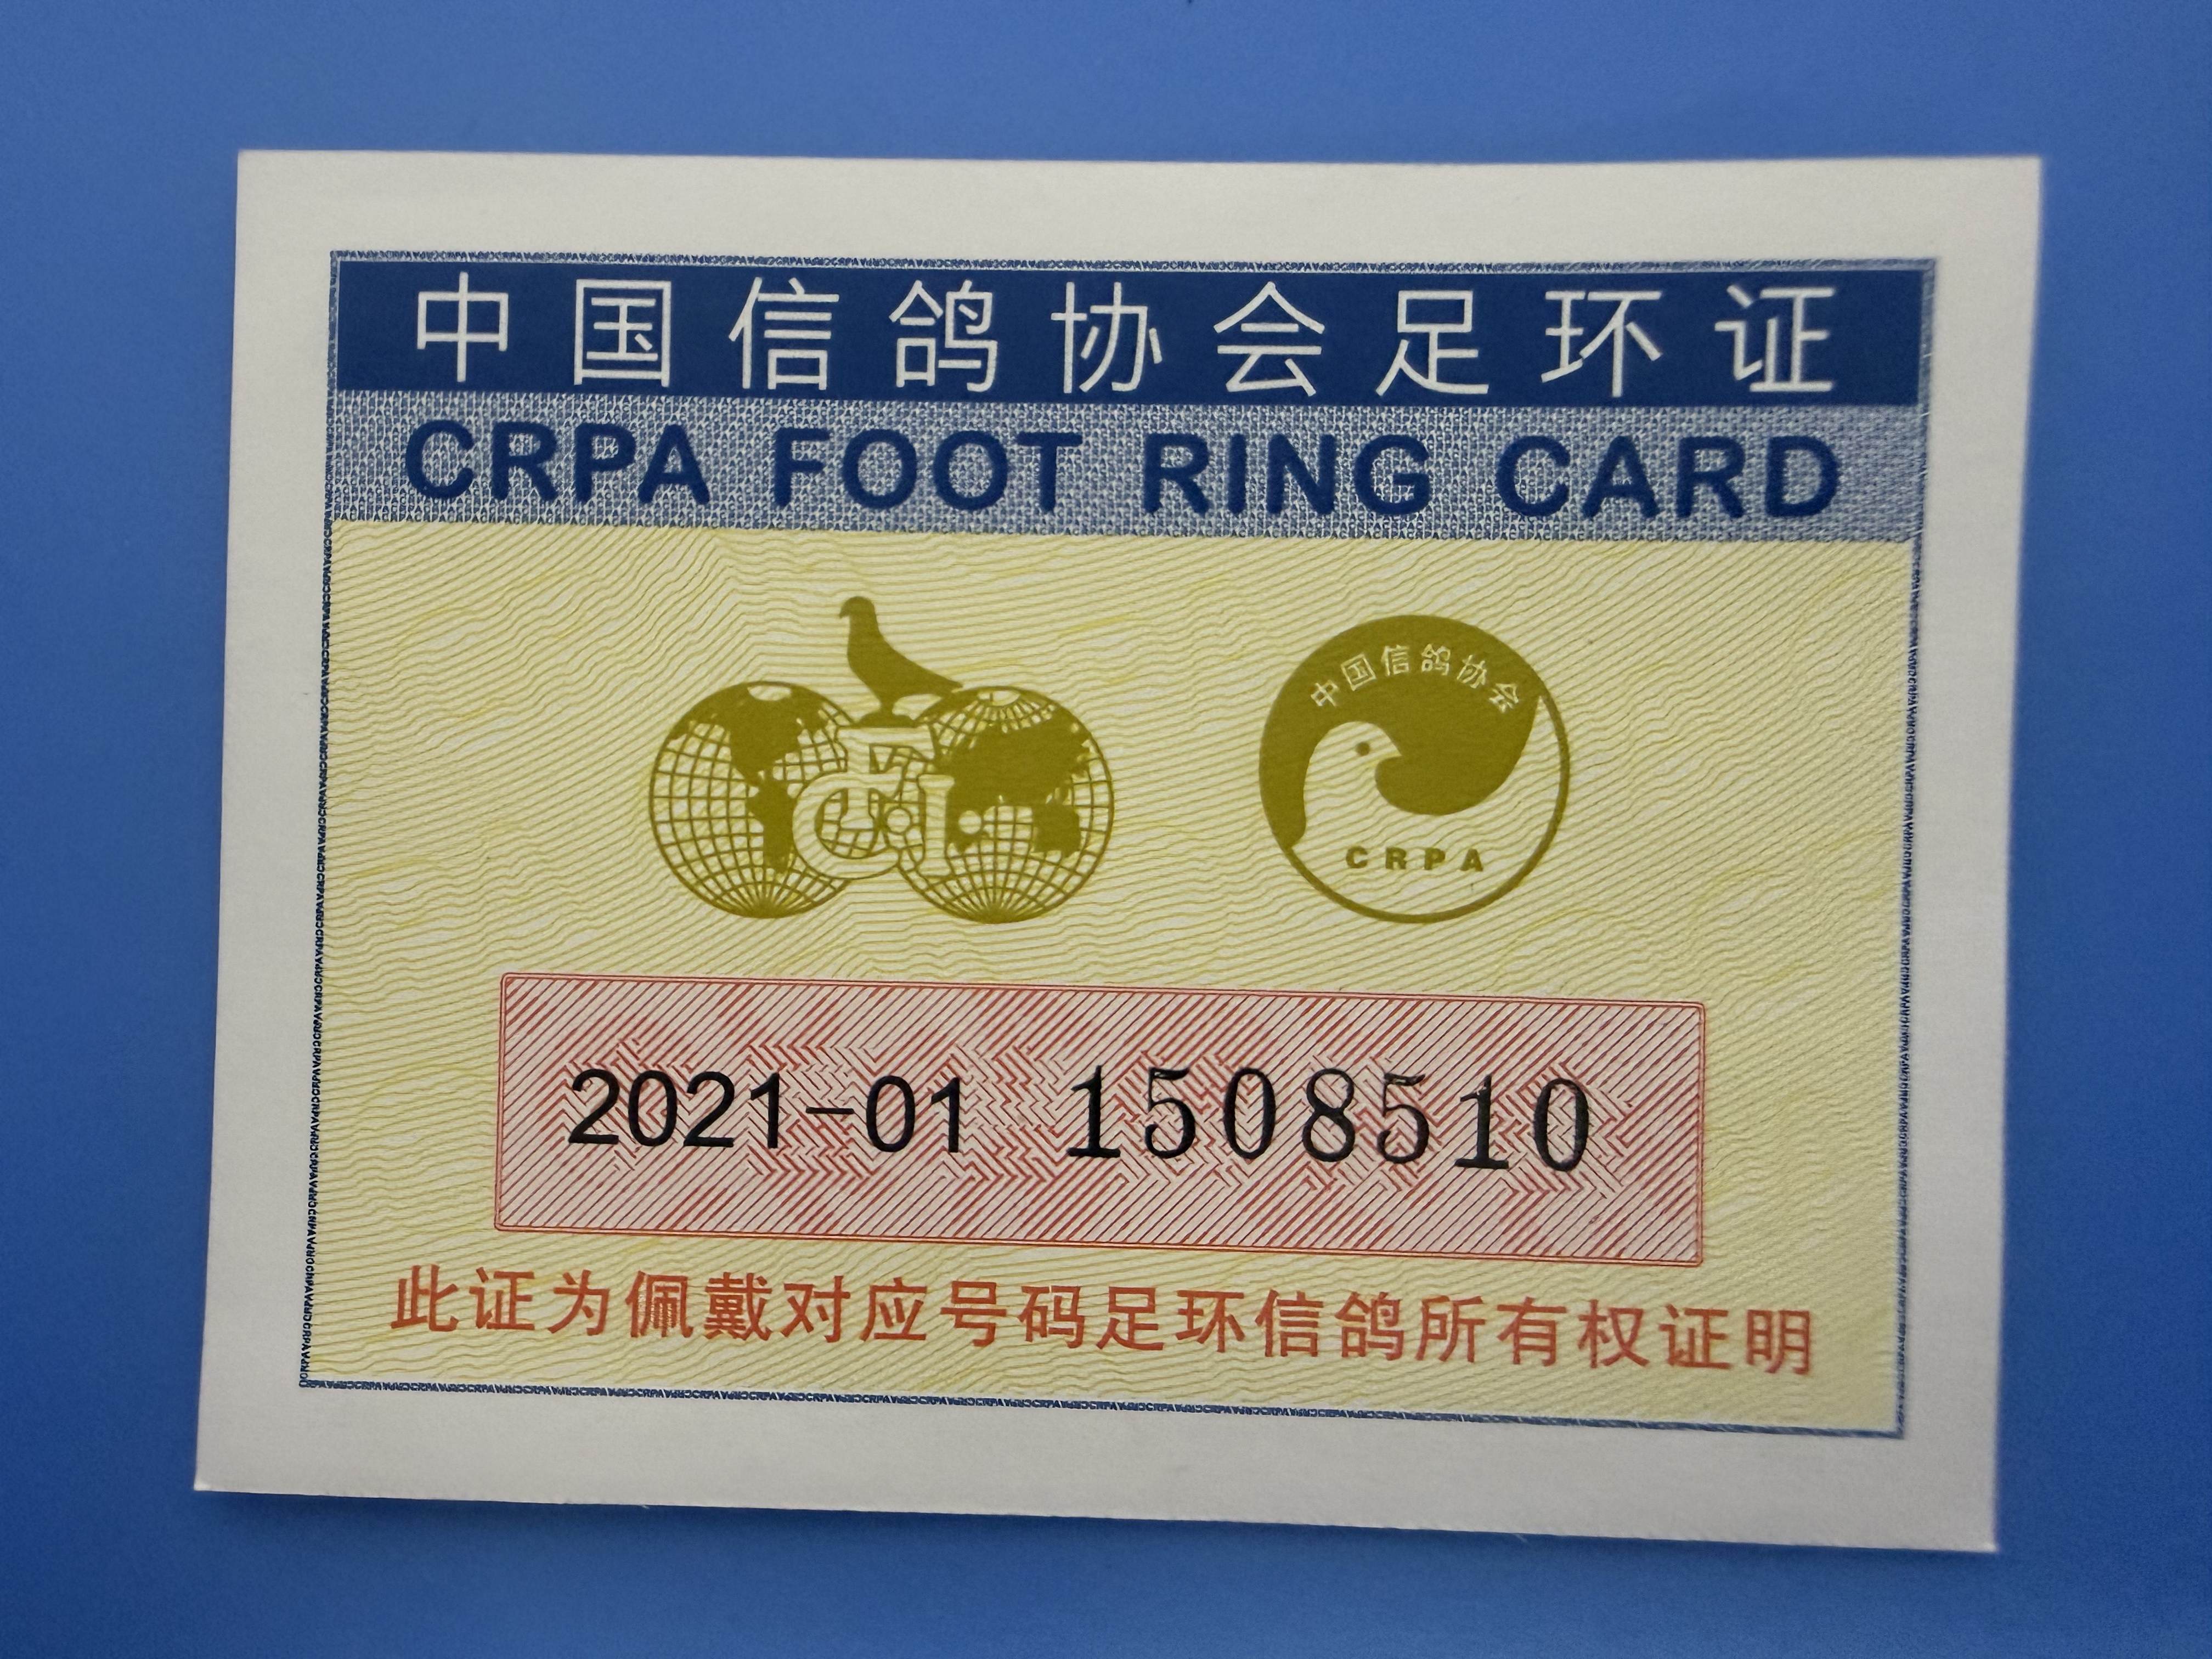 中国信鸽协会足环证
CRPA FOOT RING CARD
FCI
中国信鸽协会
CRPA
2021-01 1508510
此证为佩戴对应号码足环信鸽所有权证明